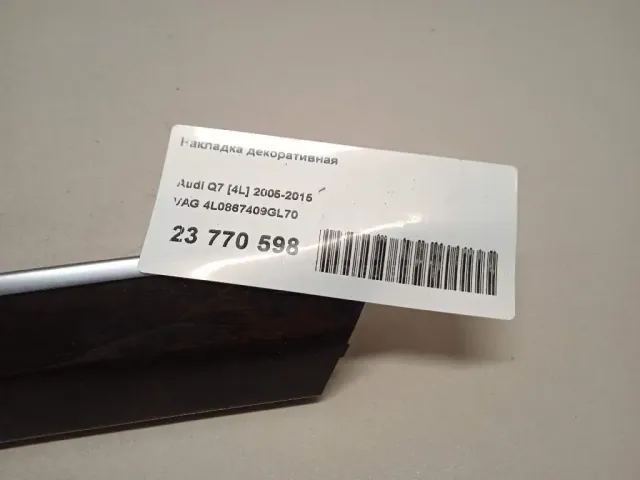 Накладка декоративная
Audi Q7 [4L] 2005-2015
VAG 4L0867409GL70
23 770 598